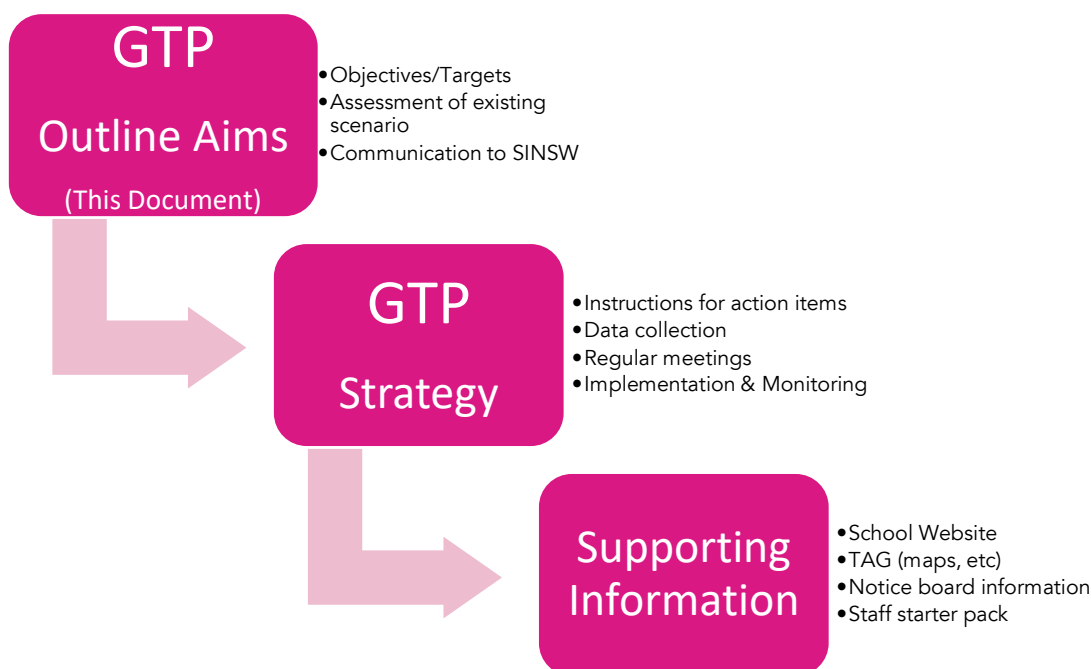 GTP
Outline Aims
(This Document)
•Objectives/Targets
•Assessment of existing
scenario
•Communication to SINSW
GTP
Strategy
•Instructions for action items
•Data collection
•Regular meetings
•Implementation & Monitoring
Supporting
Information
•School Website
•TAG (maps, etc)
•Notice board information
•Staff starter pack